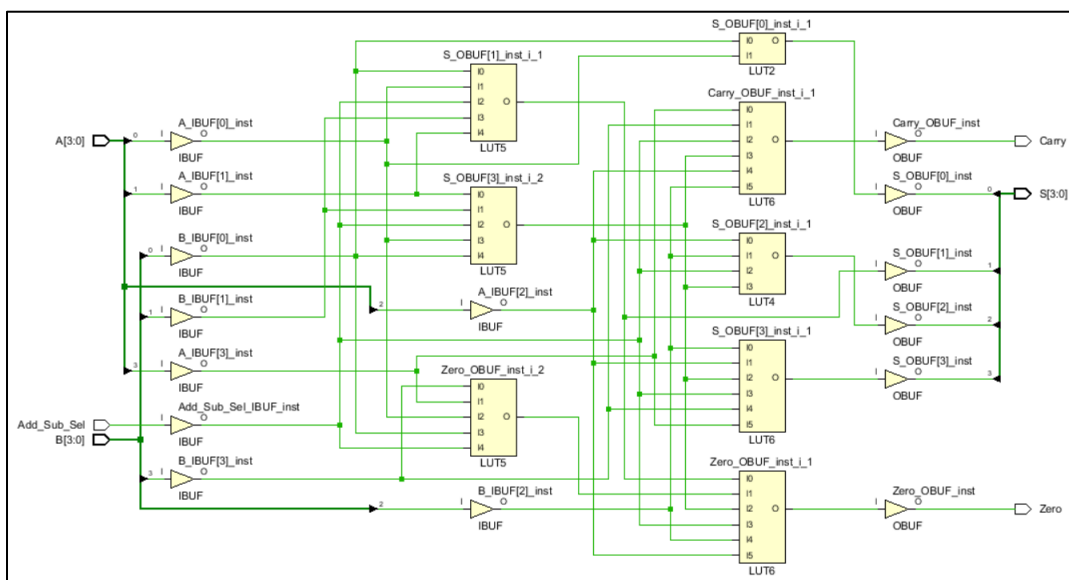 S_OBUF[0]_inst_i_1
I0
I1
O
LUT2
S_OBUF[1]_inst_i_1
I0
I1
I2
I3
I4
O
LUT5
Carry_OBUF_inst_i_1
I0
I1
I2
I3
I4
I5
O
LUT6
A[3:0]
0
I
A_IBUF[0]_inst
O
IBUF
1
I
A_IBUF[1]_inst
O
IBUF
S_OBUF[3]_inst_i_2
I0
I1
I2
I3
I4
O
LUT5
I
Carry_OBUF_inst
O
OBUF
Carry
I
S_OBUF[0]_inst
O
OBUF
0
S[3:0]
0
I
B_IBUF[0]_inst
O
IBUF
S_OBUF[2]_inst_i_1
I0
I1
I2
I3
O
LUT4
I
S_OBUF[1]_inst
O
OBUF
1
1
I
B_IBUF[1]_inst
O
IBUF
2
I
A_IBUF[2]_inst
O
IBUF
I
S_OBUF[2]_inst
O
OBUF
2
S_OBUF[3]_inst_i_1
I0
I1
I2
I3
I4
I5
O
LUT6
3
I
A_IBUF[3]_inst
O
IBUF
I
S_OBUF[3]_inst
O
OBUF
3
Zero_OBUF_inst_i_2
I0
I1
I2
I3
I4
O
LUT5
Add_Sub_Sel
I
Add_Sub_Sel_IBUF_inst
O
IBUF
B[3:0]
3
I
B_IBUF[3]_inst
O
IBUF
2
I
B_IBUF[2]_inst
O
IBUF
Zero_OBUF_inst_i_1
I0
I1
I2
I3
I4
I5
O
LUT6
I
Zero_OBUF_inst
O
OBUF
Zero